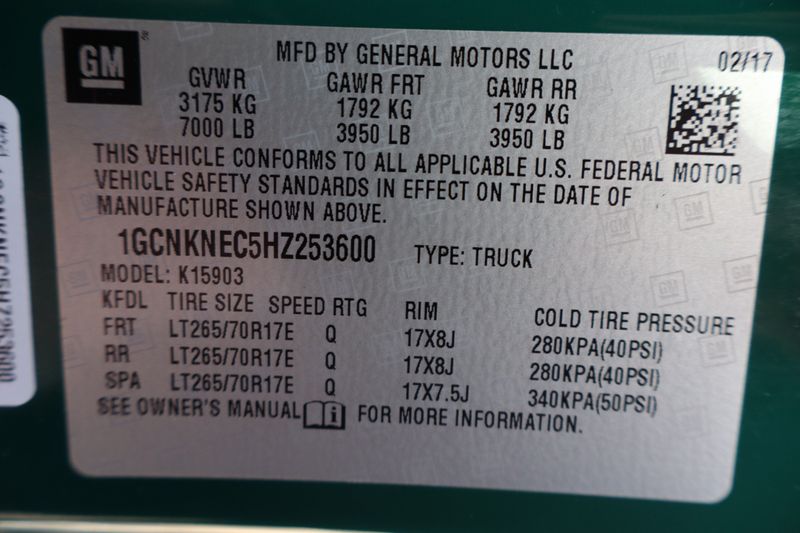 GM
MFD BY GENERAL MOTORS LLC 02/17
GVWR GAWR FRT GAWR RR
3175 KG 1792 KG 1792 KG
7000 LB 3950 LB 3950 LB
THIS VEHICLE CONFORMS TO ALL APPLICABLE U.S. FEDERAL MOTOR
VEHICLE SAFETY STANDARDS IN EFFECT ON THE DATE OF
MANUFACTURE SHOWN ABOVE.
1GCNKNEC5HZ253600 TYPE: TRUCK
MODEL: K15903
KFDL TIRE SIZE SPEED RTG RIM COLD TIRE PRESSURE
FRT LT265/70R17E Q 17X8J 280KPA(40PSI)
RR LT265/70R17E Q 17X8J 280KPA(40PSI)
SPA LT265/70R17E Q 17X7.5J 340KPA(50PSI)
SEE OWNER'S MANUAL FOR MORE INFORMATION.